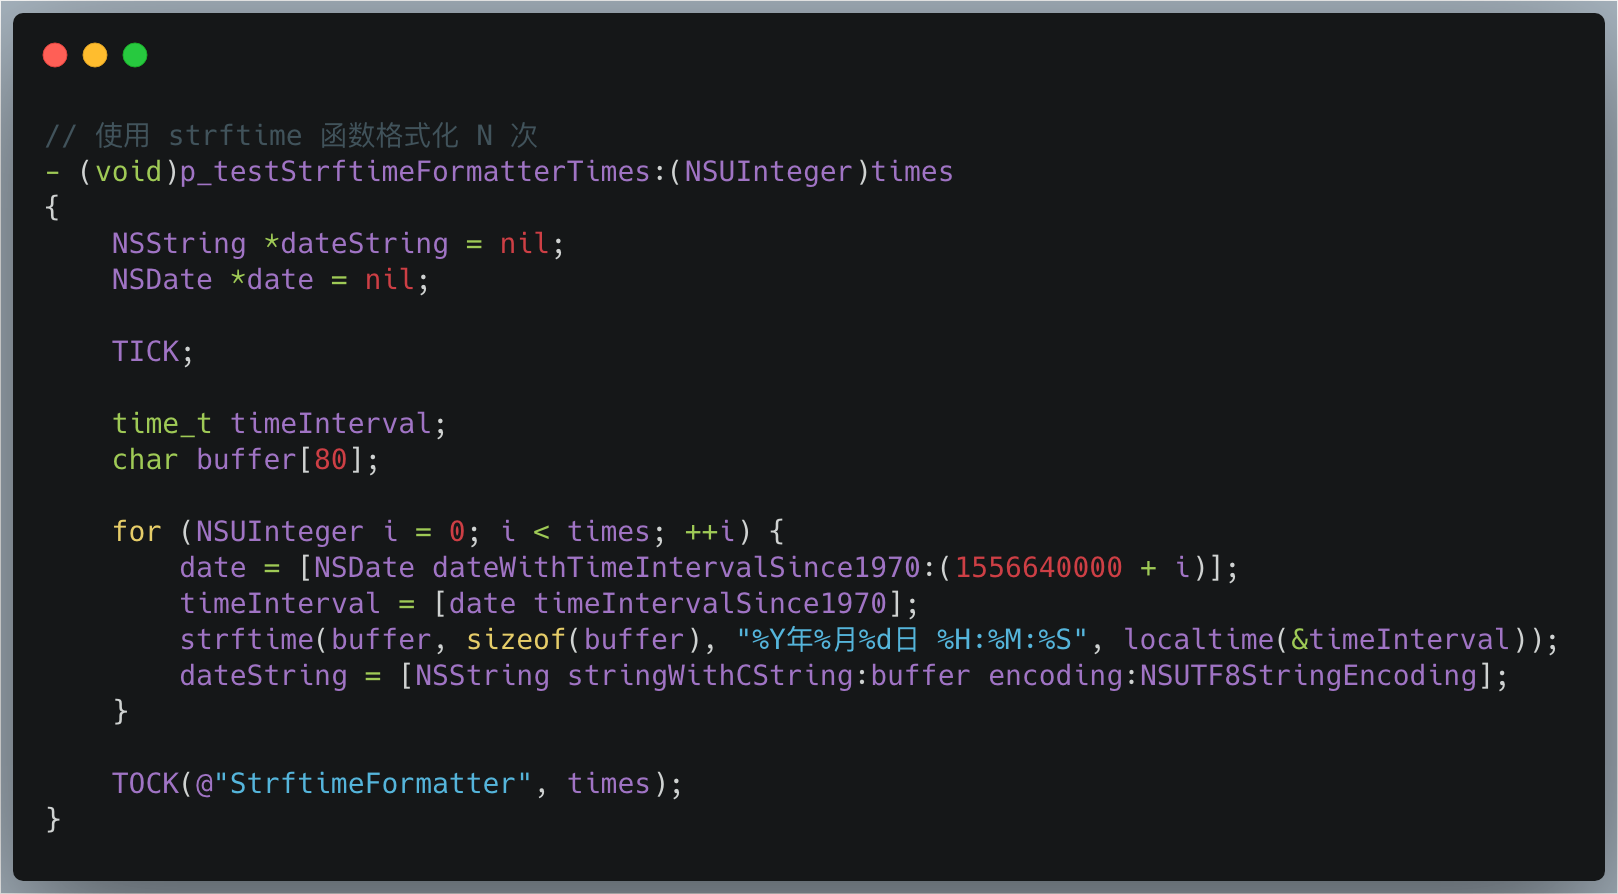 // 使用 strftime 函数格式化 N 次
- (void)p_testStrftimeFormatterTimes:(NSUInteger)times
{
    NSString *dateString = nil;
    NSDate *date = nil;

    TICK;

    time_t timeInterval;
    char buffer[80];

    for (NSUInteger i = 0; i < times; ++i) {
        date = [NSDate dateWithTimeIntervalSince1970:(1556640000 + i)];
        timeInterval = [date timeIntervalSince1970];
        strftime(buffer, sizeof(buffer), "%Y年%月%d日 %H:%M:%S", localtime(&timeInterval));
        dateString = [NSString stringWithCString:buffer encoding:NSUTF8StringEncoding];
    }

    TOCK(@"StrftimeFormatter", times);
}